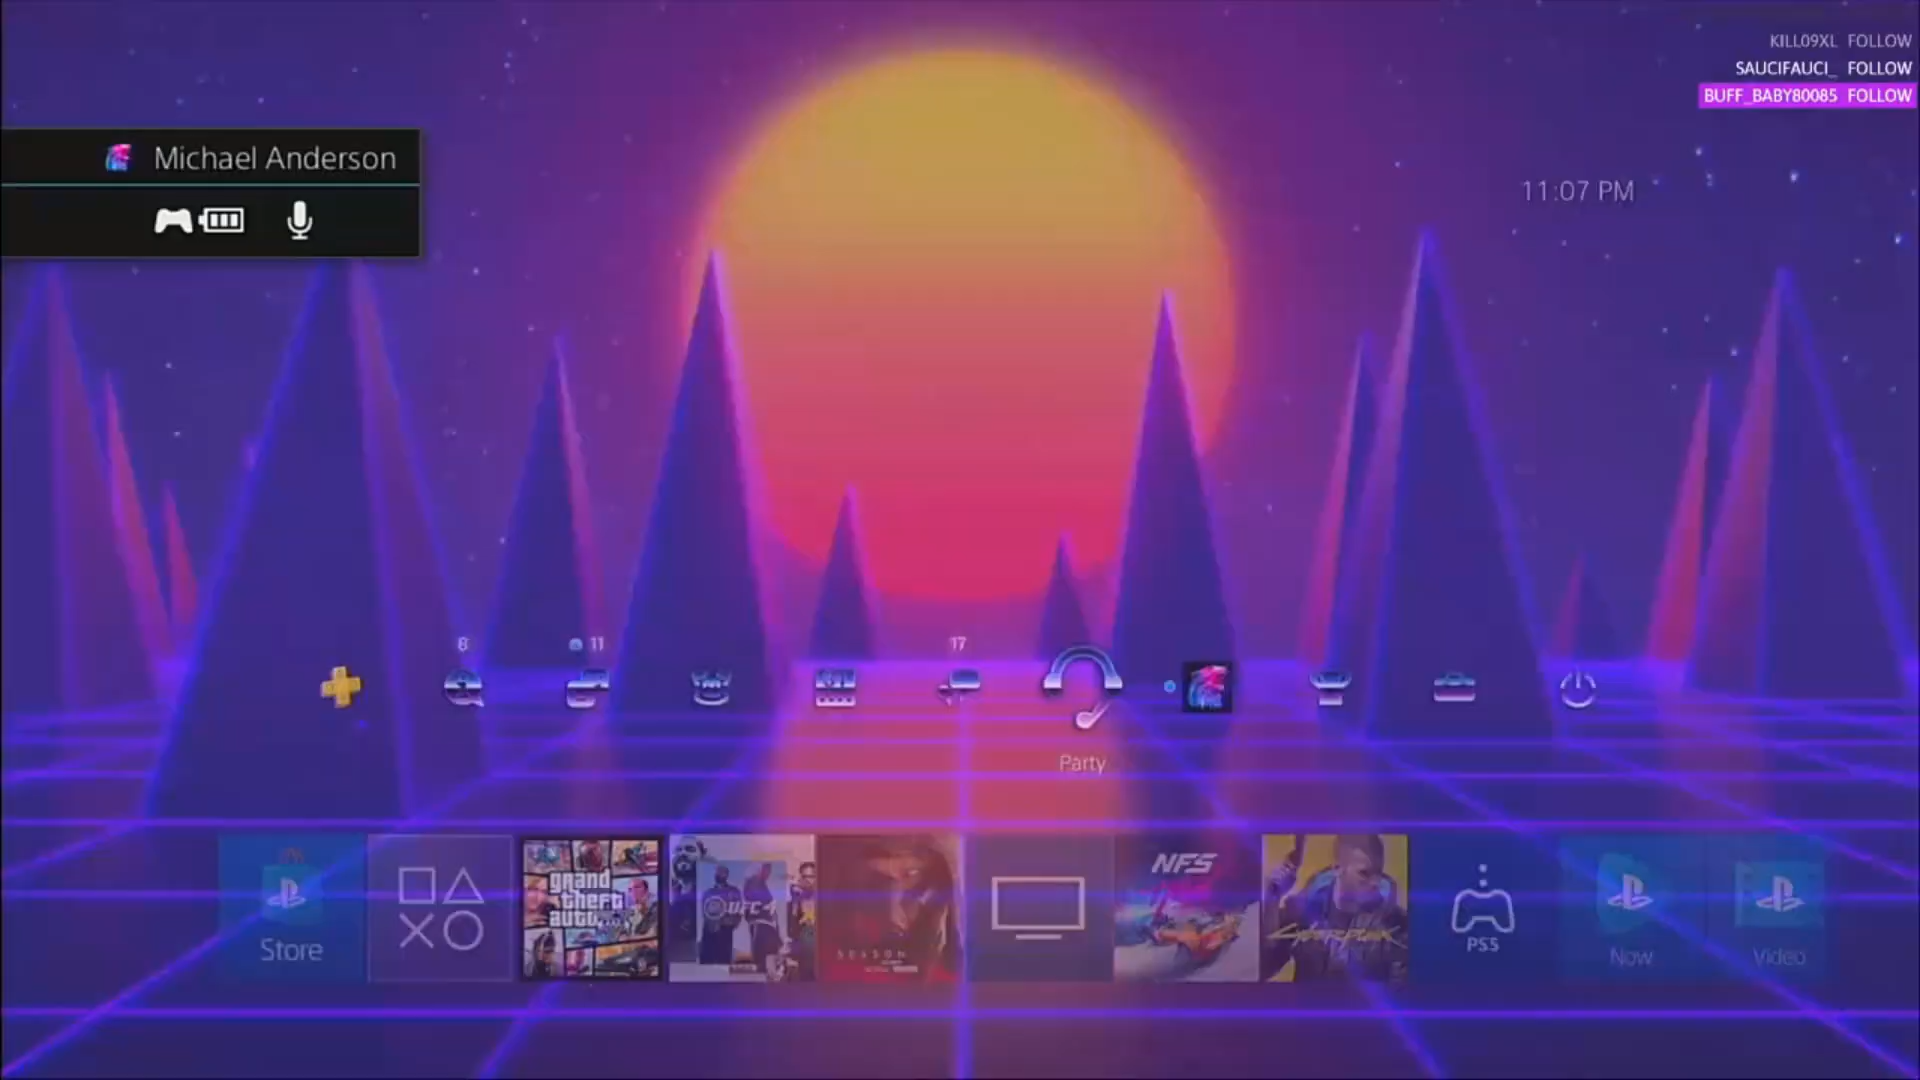 KILL09XL FOLLOW
SAUCIFAUCI_ FOLLOW
BUFF_BABY80085 FOLLOW
Michael Anderson
11:07 PM
8
11
17
Party
Store
grand
theft
auto
UFC 4
SEASON
NFS
Cyberpunk
PS5
Now
Video